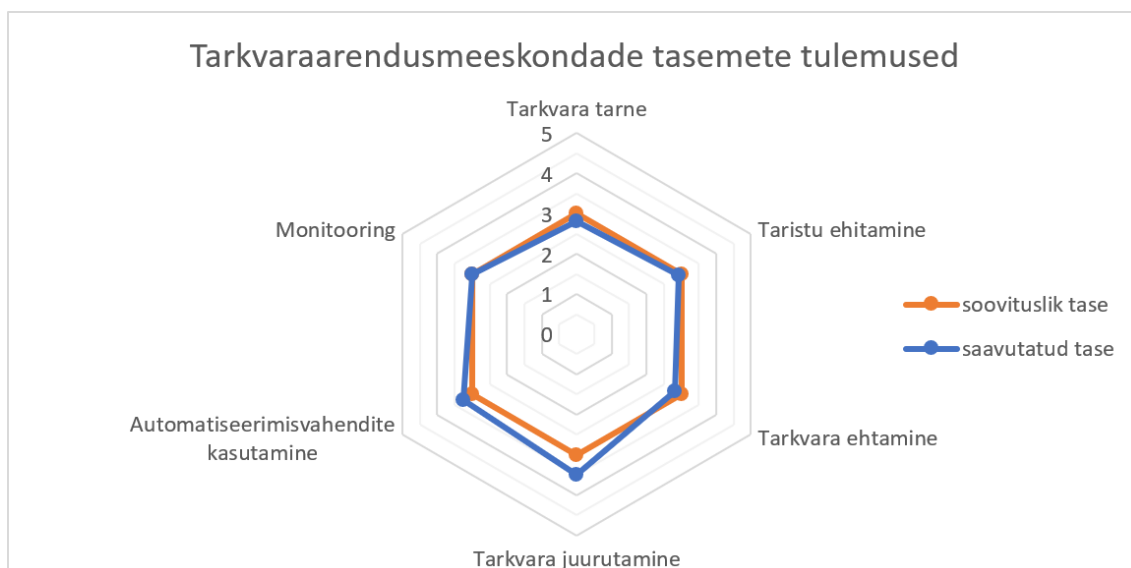 Tarkvaraarendusmeeskondade tasemete tulemused
Tarkvara tarne
5
4
3
2
1
0
Monitooring
Taristu ehitamine
soovituslik tase
saavutatud tase
Automatiseerimisvahendite
kasutamine
Tarkvara ehtamine
Tarkvara juurutamine